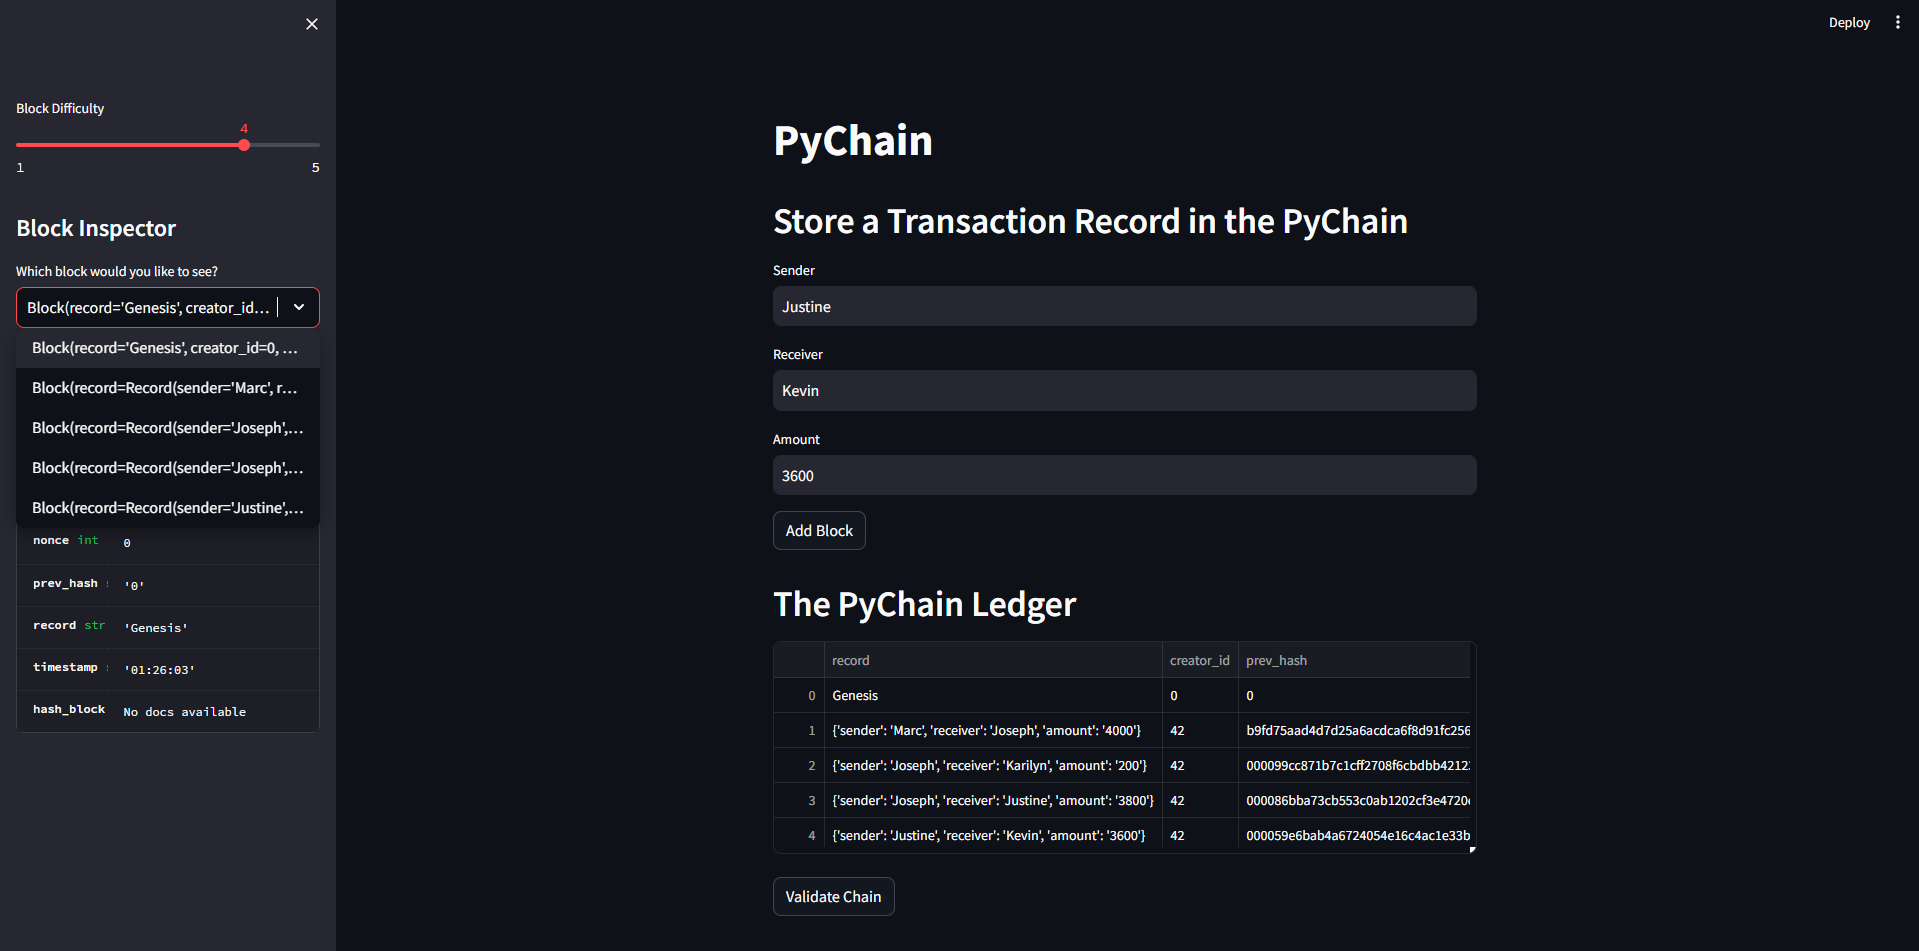 Deploy
Block Difficulty
4
1 5
Block Inspector
Which block would you like to see?
Block(record='Genesis', creator_id...
Block(record='Genesis', creator_id=0, ...
Block(record=Record(sender='Marc', r...
Block(record=Record(sender='Joseph',...
Block(record=Record(sender='Joseph',...
Block(record=Record(sender='Justine',...
nonce int 0
prev_hash '0'
record str 'Genesis'
timestamp '01:26:03'
hash_block No docs available
PyChain
Store a Transaction Record in the PyChain
Sender
Justine
Receiver
Kevin
Amount
3600
Add Block
The PyChain Ledger
record creator_id prev_hash
0 Genesis 0 0
1 {'sender': 'Marc', 'receiver': 'Joseph', 'amount': '4000'} 42 b9fd75aad4d7d25a6acdca6f8d91fc256
2 {'sender': 'Joseph', 'receiver': 'Karilyn', 'amount': '200'} 42 000099cc871b7c1cff2708f6cbdbb4212
3 {'sender': 'Joseph', 'receiver': 'Justine', 'amount': '3800'} 42 000086bba73cb553c0ab1202cf3e4720
4 {'sender': 'Justine', 'receiver': 'Kevin', 'amount': '3600'} 42 000059e6bab4a6724054e16c4ac1e33b
Validate Chain